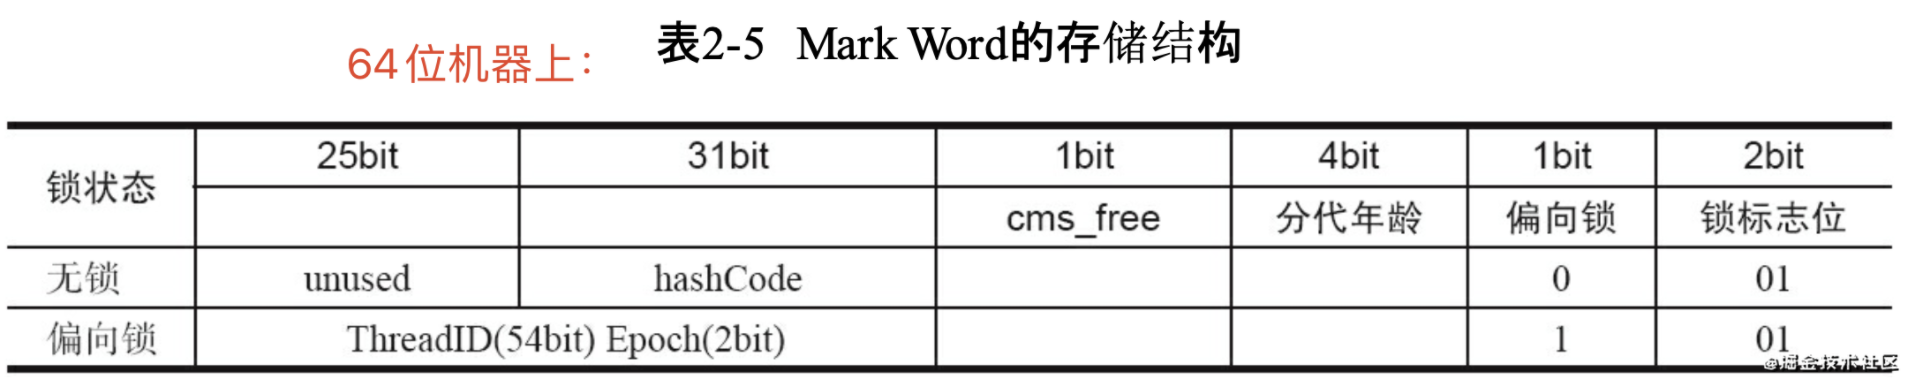 表2-5 Mark Word的存储结构
64位机器上：
锁状态 25bit 31bit 1bit 4bit 1bit 2bit
cms_free 分代年龄 偏向锁 锁标志位
无锁 unused hashCode 0 01
偏向锁 ThreadID(54bit) Epoch(2bit) 1 01
@掘金技术社区